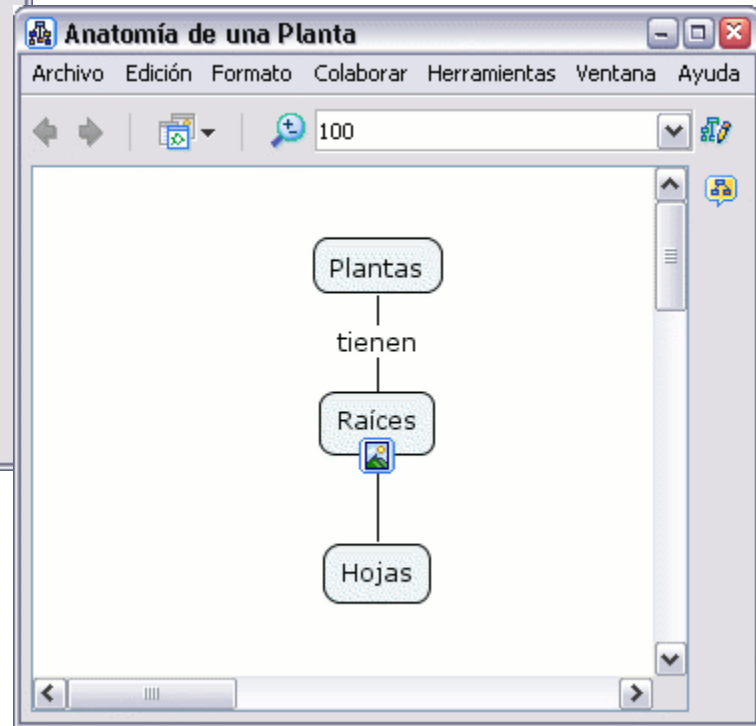 Anatomía de una Planta
Archivo Edición Formato Colaborar Herramientas Ventana Ayuda
100
Plantas
tienen
Raíces
Hojas